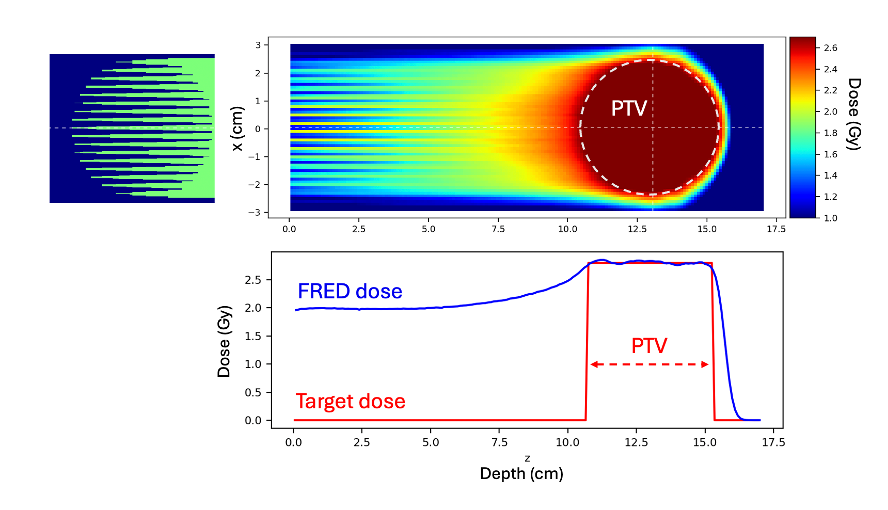 3
2
1
0
−1
−2
−3
x (cm)
PTV
0.0 2.5 5.0 7.5 10.0 12.5 15.0 17.5
2.6
2.4
2.2
2.0
1.8
1.6
1.4
1.2
1.0
Dose (Gy)
2.5
2.0
1.5
1.0
0.5
0.0
Dose (Gy)
FRED dose
PTV
Target dose
0.0 2.5 5.0 7.5 10.0 12.5 15.0 17.5
z
Depth (cm)